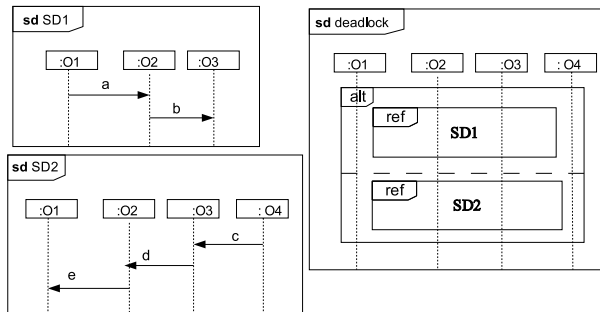 sd SD1
:O1
:O2
:O3
a
b
sd SD2
:O1
:O2
:O3
:O4
c
d
e
sd deadlock
:O1
:O2
:O3
: O4
alt
ref
SD1
ref
SD2